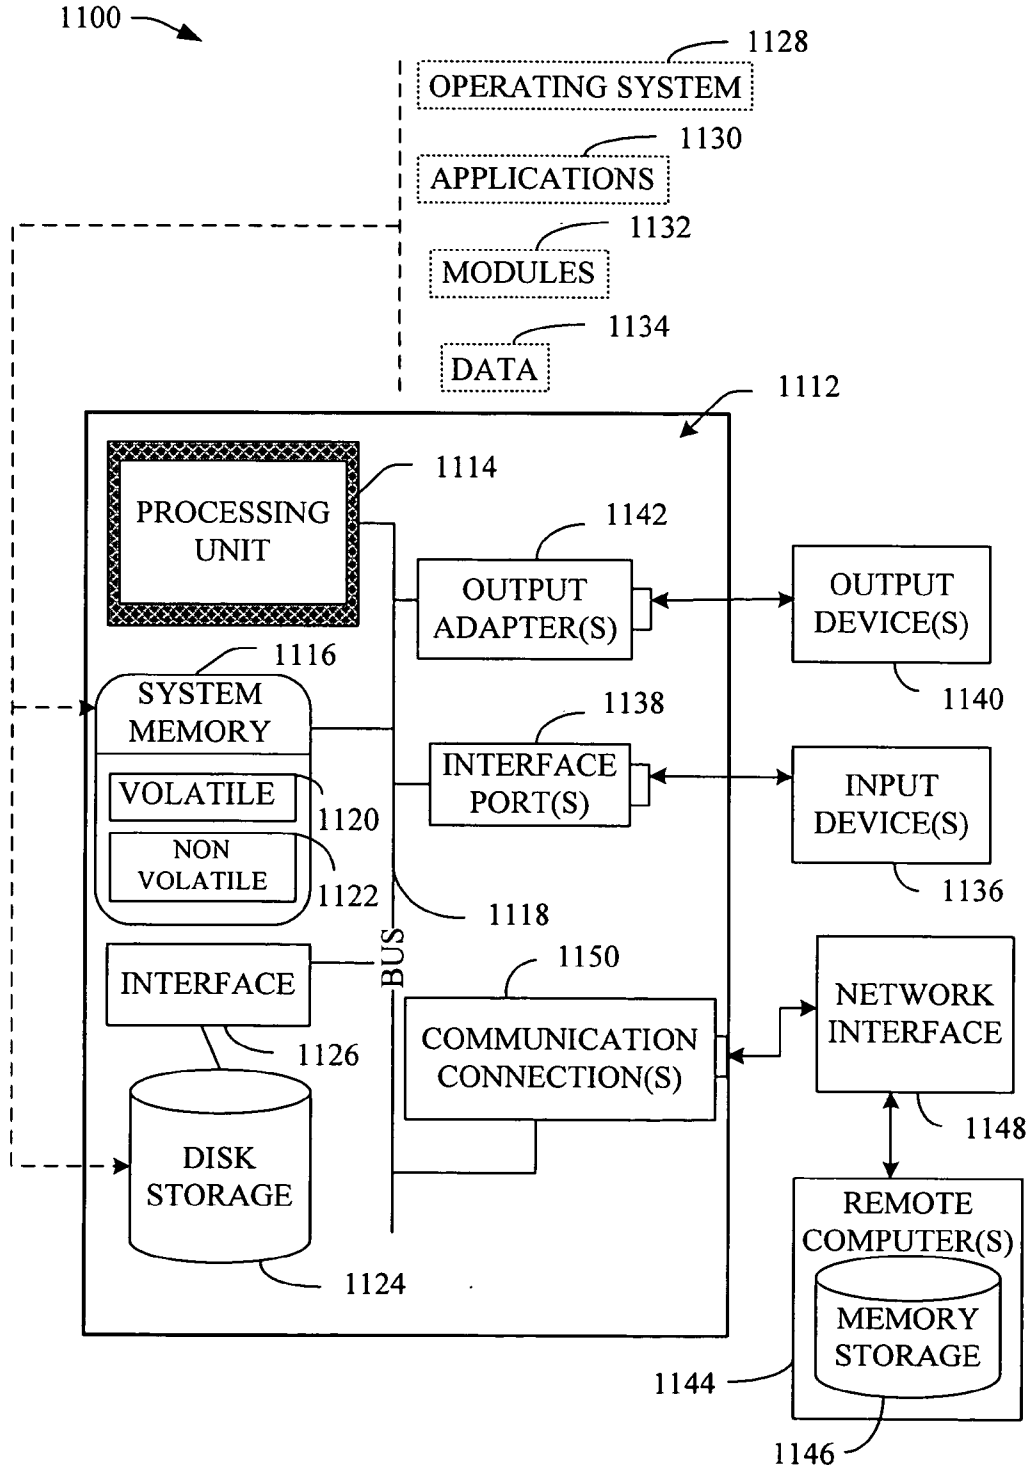 1100
1128
OPERATING SYSTEM
1130
APPLICATIONS
1132
MODULES
1134
DATA
1112
1114
PROCESSING
UNIT
1142
OUTPUT
ADAPTER(S)
OUTPUT
DEVICE(S)
1140
1116
SYSTEM
MEMORY
1138
INTERFACE
PORT(S)
INPUT
DEVICE(S)
1136
VOLATILE
1120
NON
VOLATILE
1122
1118
BUS
INTERFACE
1126
1150
COMMUNICATION
CONNECTION(S)
NETWORK
INTERFACE
1148
DISK
STORAGE
1124
REMOTE
COMPUTER(S)
MEMORY
STORAGE
1144
1146